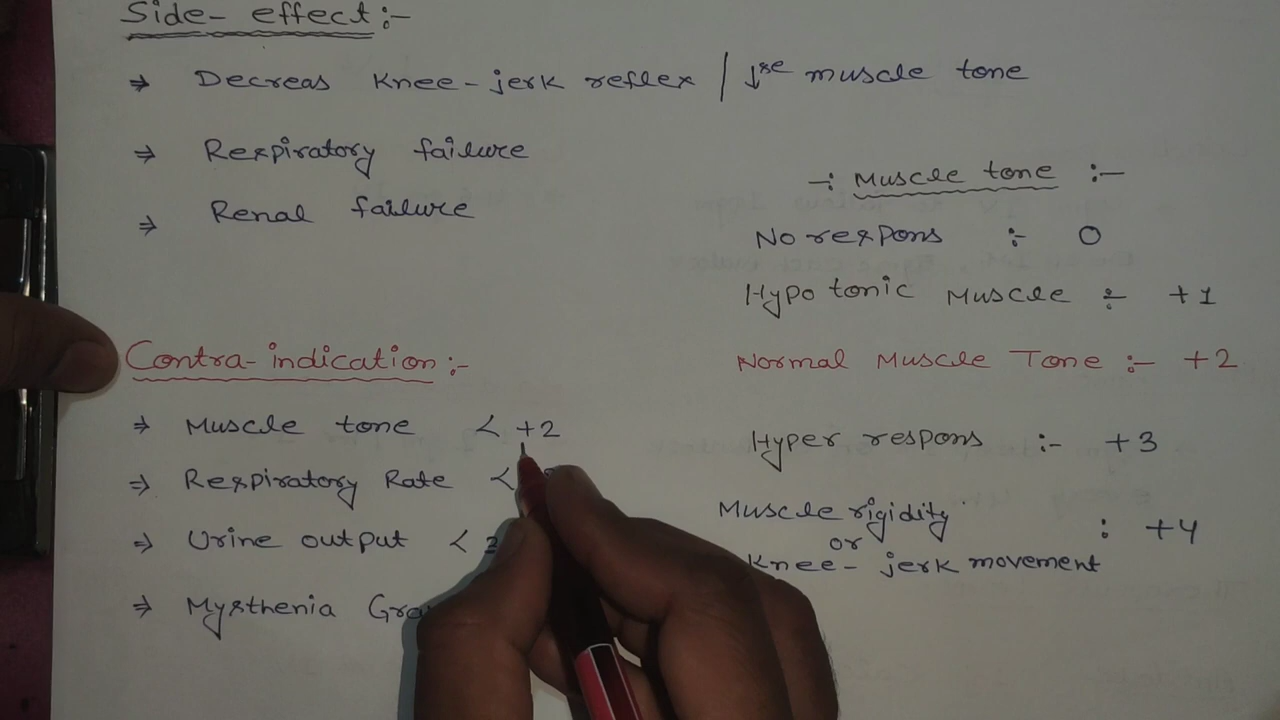 Side- effect :-
⇒ Decreas Knee-jerk reflex / ↓se muscle tone
⇒ Respiratory failure
⇒ Renal failure
Contra-indication :-
⇒ Muscle tone < +2
⇒ Respiratory Rate <
⇒ Urine output <
⇒ Mysthenia
-: Muscle tone :-
No respons :- 0
Hypo tonic Muscle :- +1
Normal Muscle Tone :- +2
Hyper respons :- +3
Muscle rigidity
or : +4
Knee- jerk movement